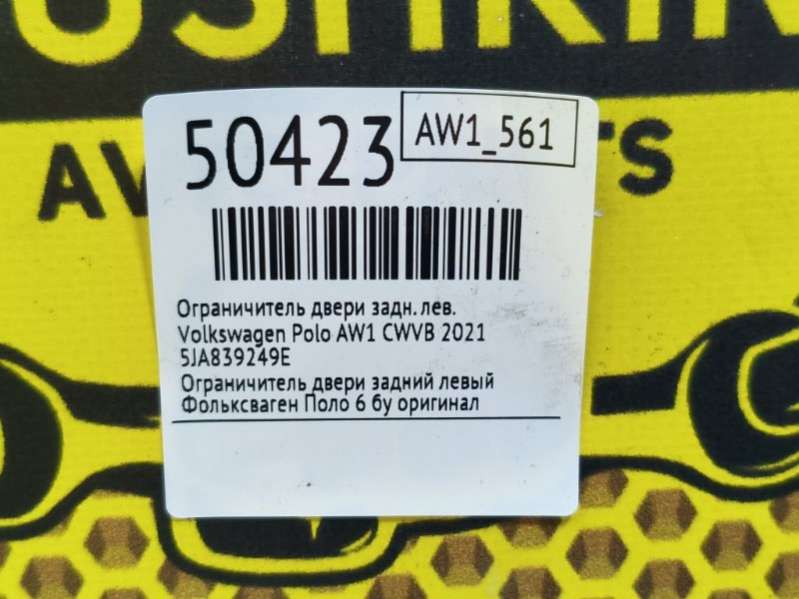 50423
AW1_561
Ограничитель двери задн. лев.
Volkswagen Polo AW1 CWVB 2021
5JA839249E
Ограничитель двери задний левый
Фольксваген Поло 6 бу оригинал